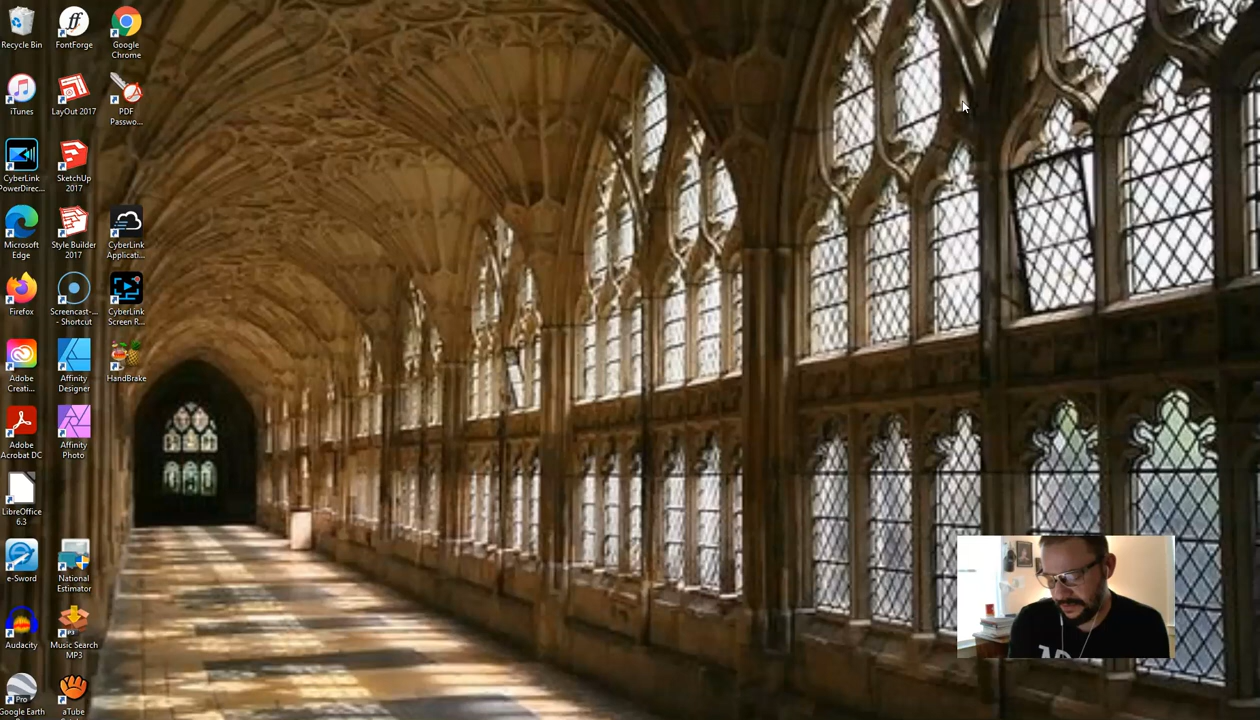 Recycle Bin
FontForge
Google
Chrome
iTunes
LayOut 2017
PDF
Passwo...
CyberLink
PowerDirec...
SketchUp
2017
Microsoft
Edge
Style Builder
2017
CyberLink
Applicati...
Firefox
Screencast-...
- Shortcut
CyberLink
Screen R...
Adobe
Creati...
Affinity
Designer
HandBrake
Adobe
Acrobat DC
Affinity
Photo
LibreOffice
6.3
e-Sword
National
Estimator
Audacity
Music Search
MP3
Pro
Google Earth
aTube